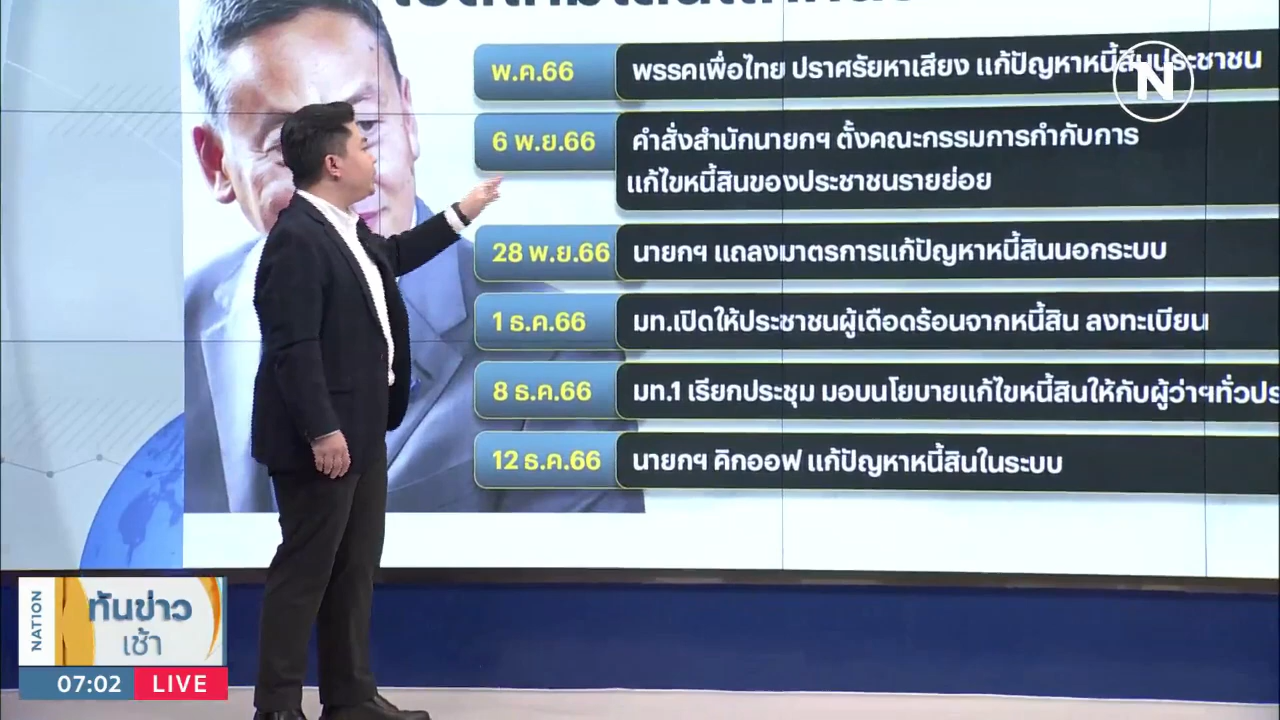 พ.ค.66
พรรคเพื่อไทย ปราศรัยหาเสียง แก้ปัญหาหนี้สินประชาชน
N
6 พ.ย.66
คำสั่งสำนักนายกฯ ตั้งคณะกรรมการกำกับการ
แก้ไขหนี้สินของประชาชนรายย่อย
28 พ.ย.66
นายกฯ แถลงมาตรการแก้ปัญหาหนี้สินนอกระบบ
1 ธ.ค.66
มท.เปิดให้ประชาชนผู้เดือดร้อนจากหนี้สิน ลงทะเบียน
8 ธ.ค.66
มท.1 เรียกประชุม มอบนโยบายแก้ไขหนี้สินให้กับผู้ว่าฯทั่วปร
12 ธ.ค.66
นายกฯ คิกออฟ แก้ปัญหาหนี้สินในระบบ
NATION
ทันข่าว
เช้า
07:02 LIVE